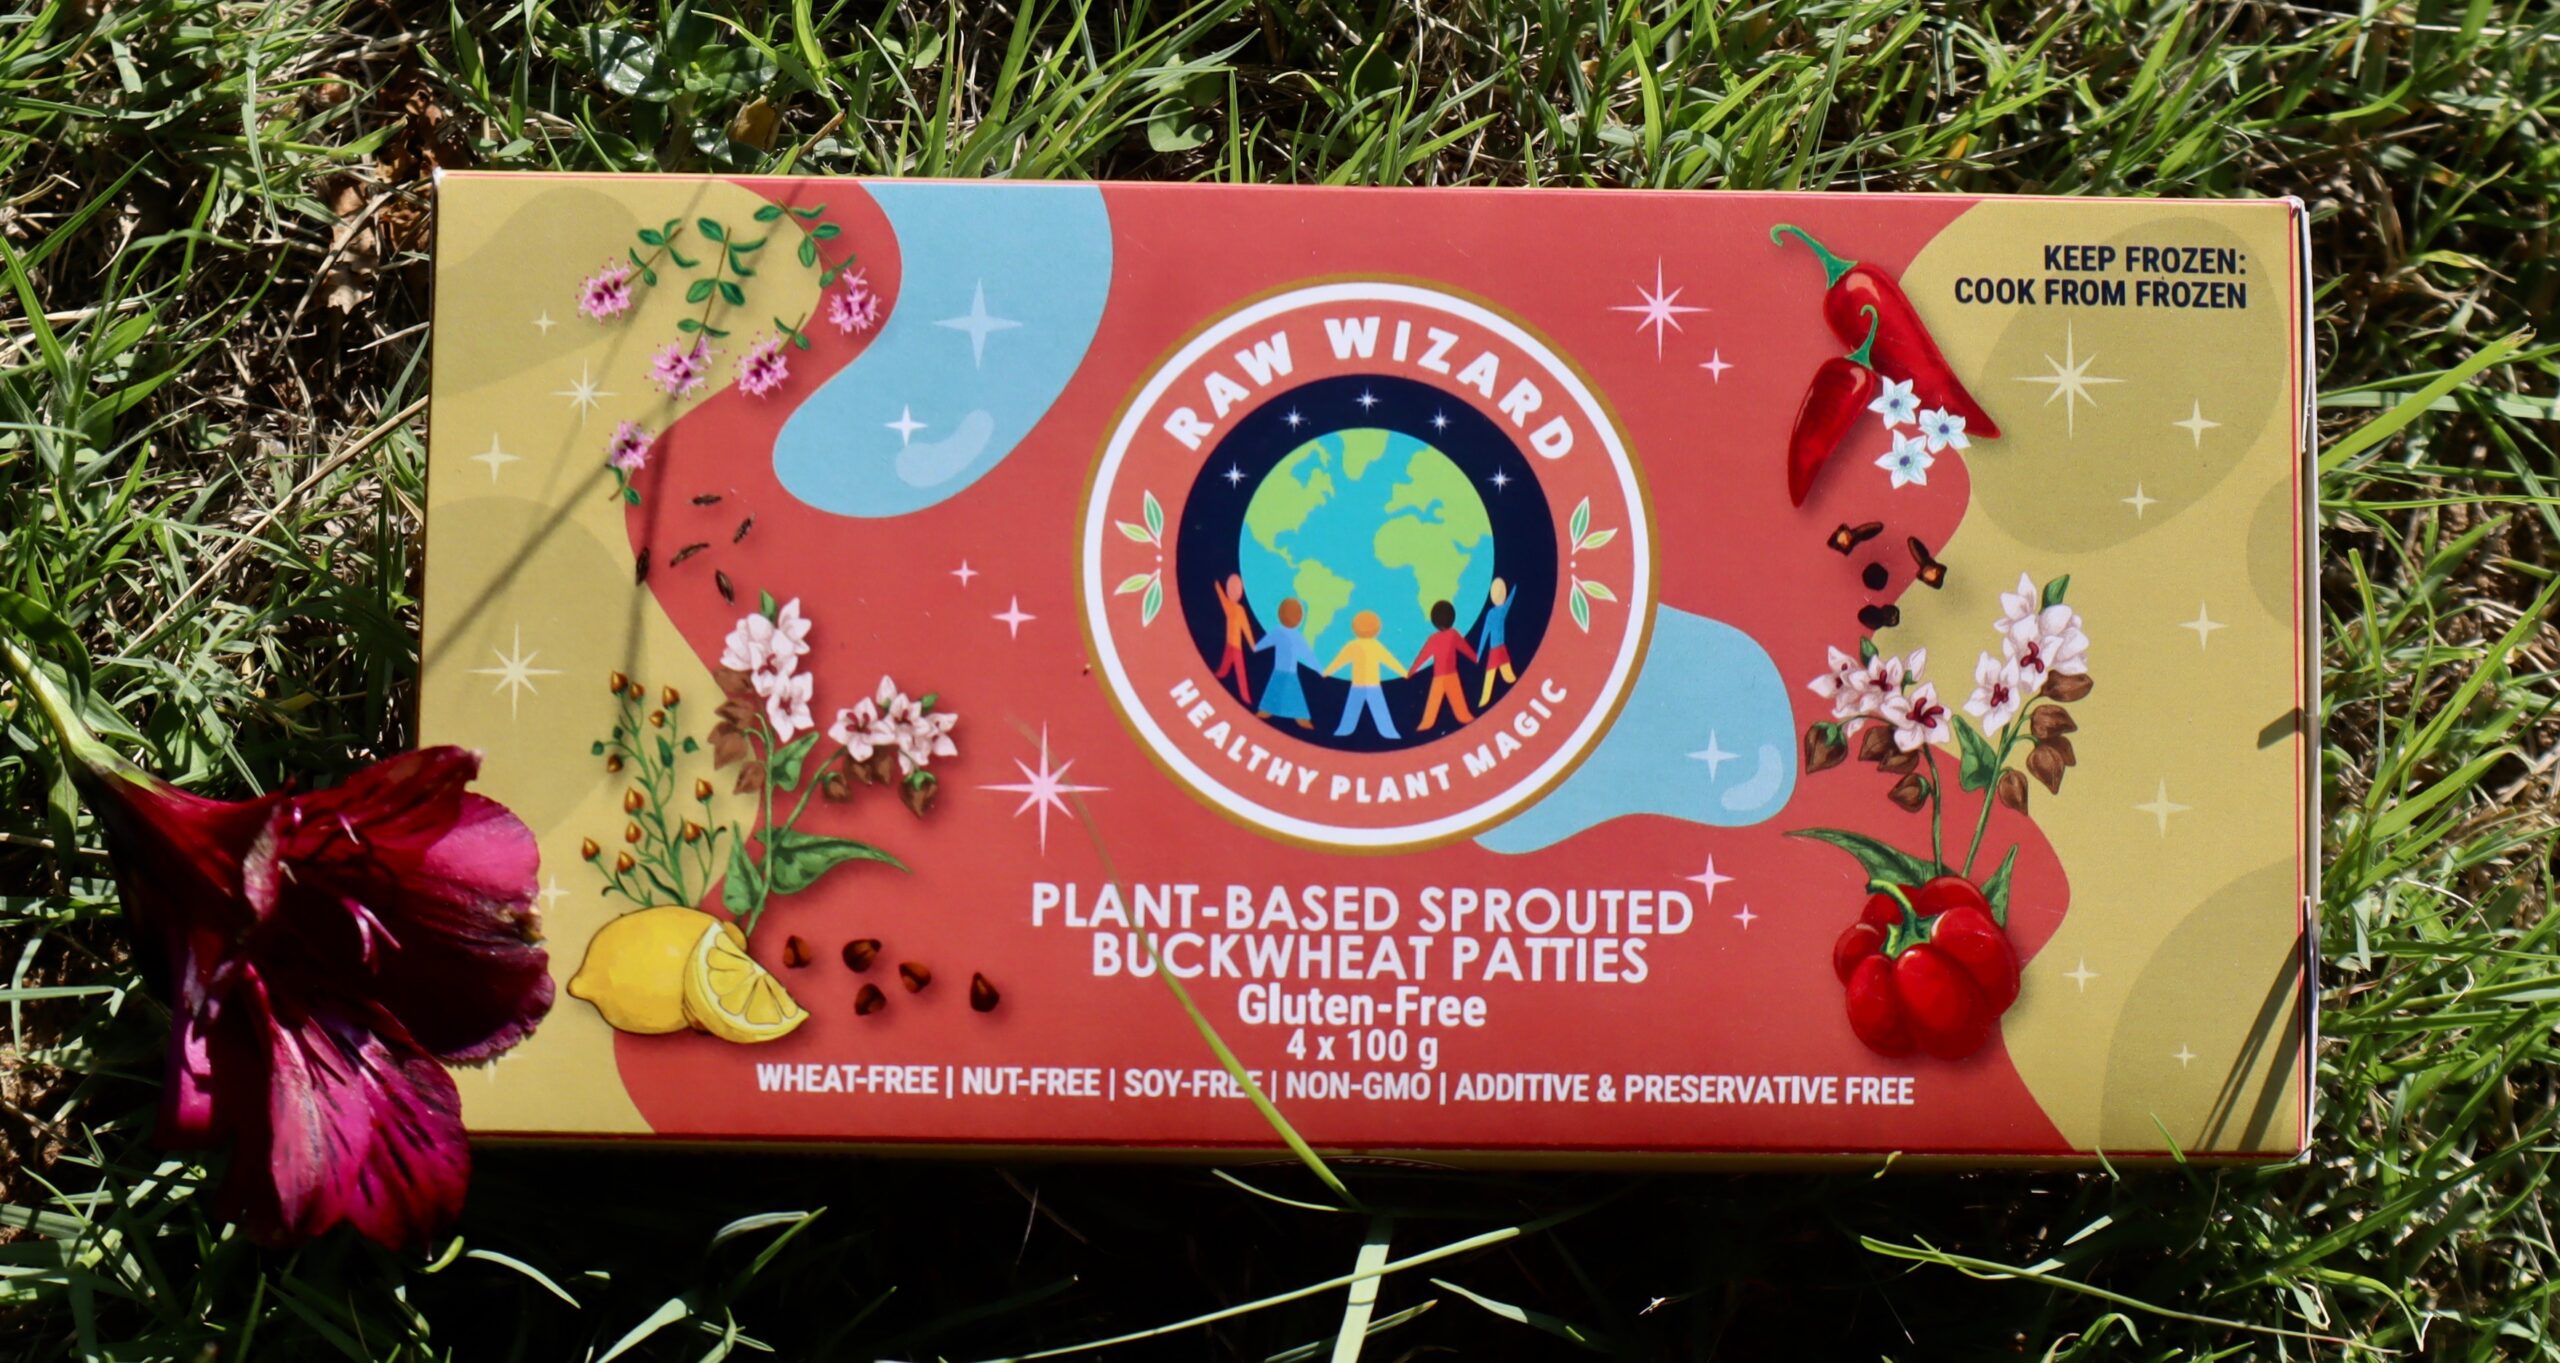 KEEP FROZEN:
COOK FROM FROZEN
RAW WIZARD
HEALTHY PLANT MAGIC
PLANT-BASED SPROUTED
BUCKWHEAT PATTIES
Gluten-Free
4 x 100 g
WHEAT-FREE | NUT-FREE | SOY-FREE | NON-GMO | ADDITIVE & PRESERVATIVE FREE